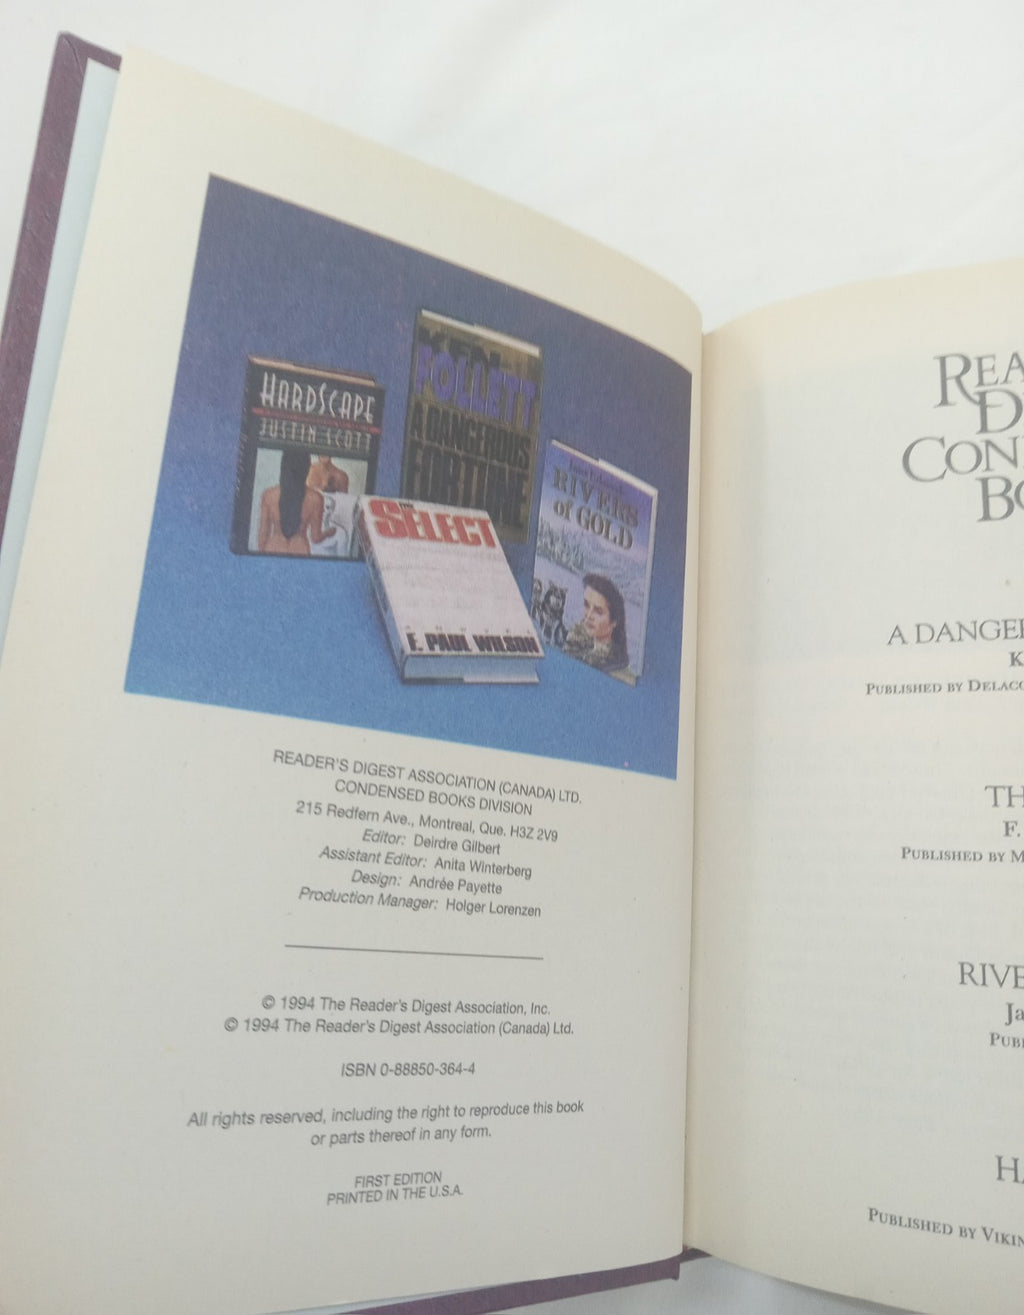 HARDSCAPE
JUSTIN SCOTT
KEN
FOLLETT
A DANGEROUS
FORTUNE
THE
SELECT
A NOVEL
F. PAUL WILSON
Janet Edmonds
RIVERS
of GOLD
READER'S DIGEST ASSOCIATION (CANADA) LTD.
CONDENSED BOOKS DIVISION
215 Redfern Ave., Montreal, Que. H3Z 2V9
Editor: Deirdre Gilbert
Assistant Editor: Anita Winterberg
Design: Andrée Payette
Production Manager: Holger Lorenzen
© 1994 The Reader's Digest Association, Inc.
© 1994 The Reader's Digest Association (Canada) Ltd.
ISBN 0-88850-364-4
All rights reserved, including the right to reproduce this book
or parts thereof in any form.
FIRST EDITION
PRINTED IN THE U.S.A.
REA
D
CON
BO
A DANGER
K
PUBLISHED BY DELACO
TH
F.
PUBLISHED BY M
RIVE
Ja
PUB
HA
PUBLISHED BY VIKIN